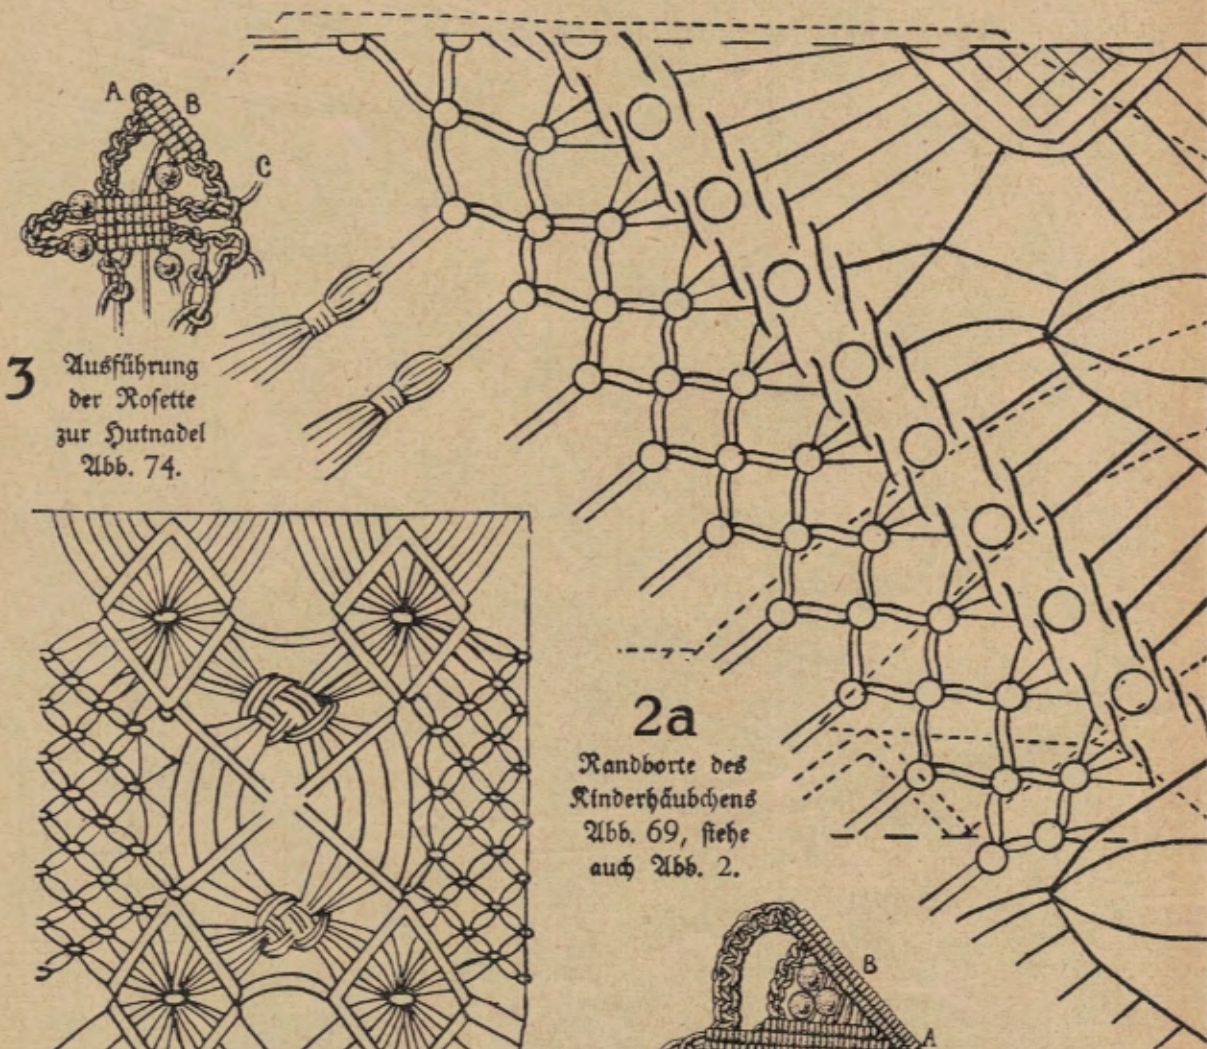 A
B
C
3
Ausführung
der Rosette
zur Hutnadel
Abb. 74.
2a
Randborte des
Kinderhäubchens
Abb. 69, siehe
auch Abb. 2.
B
A